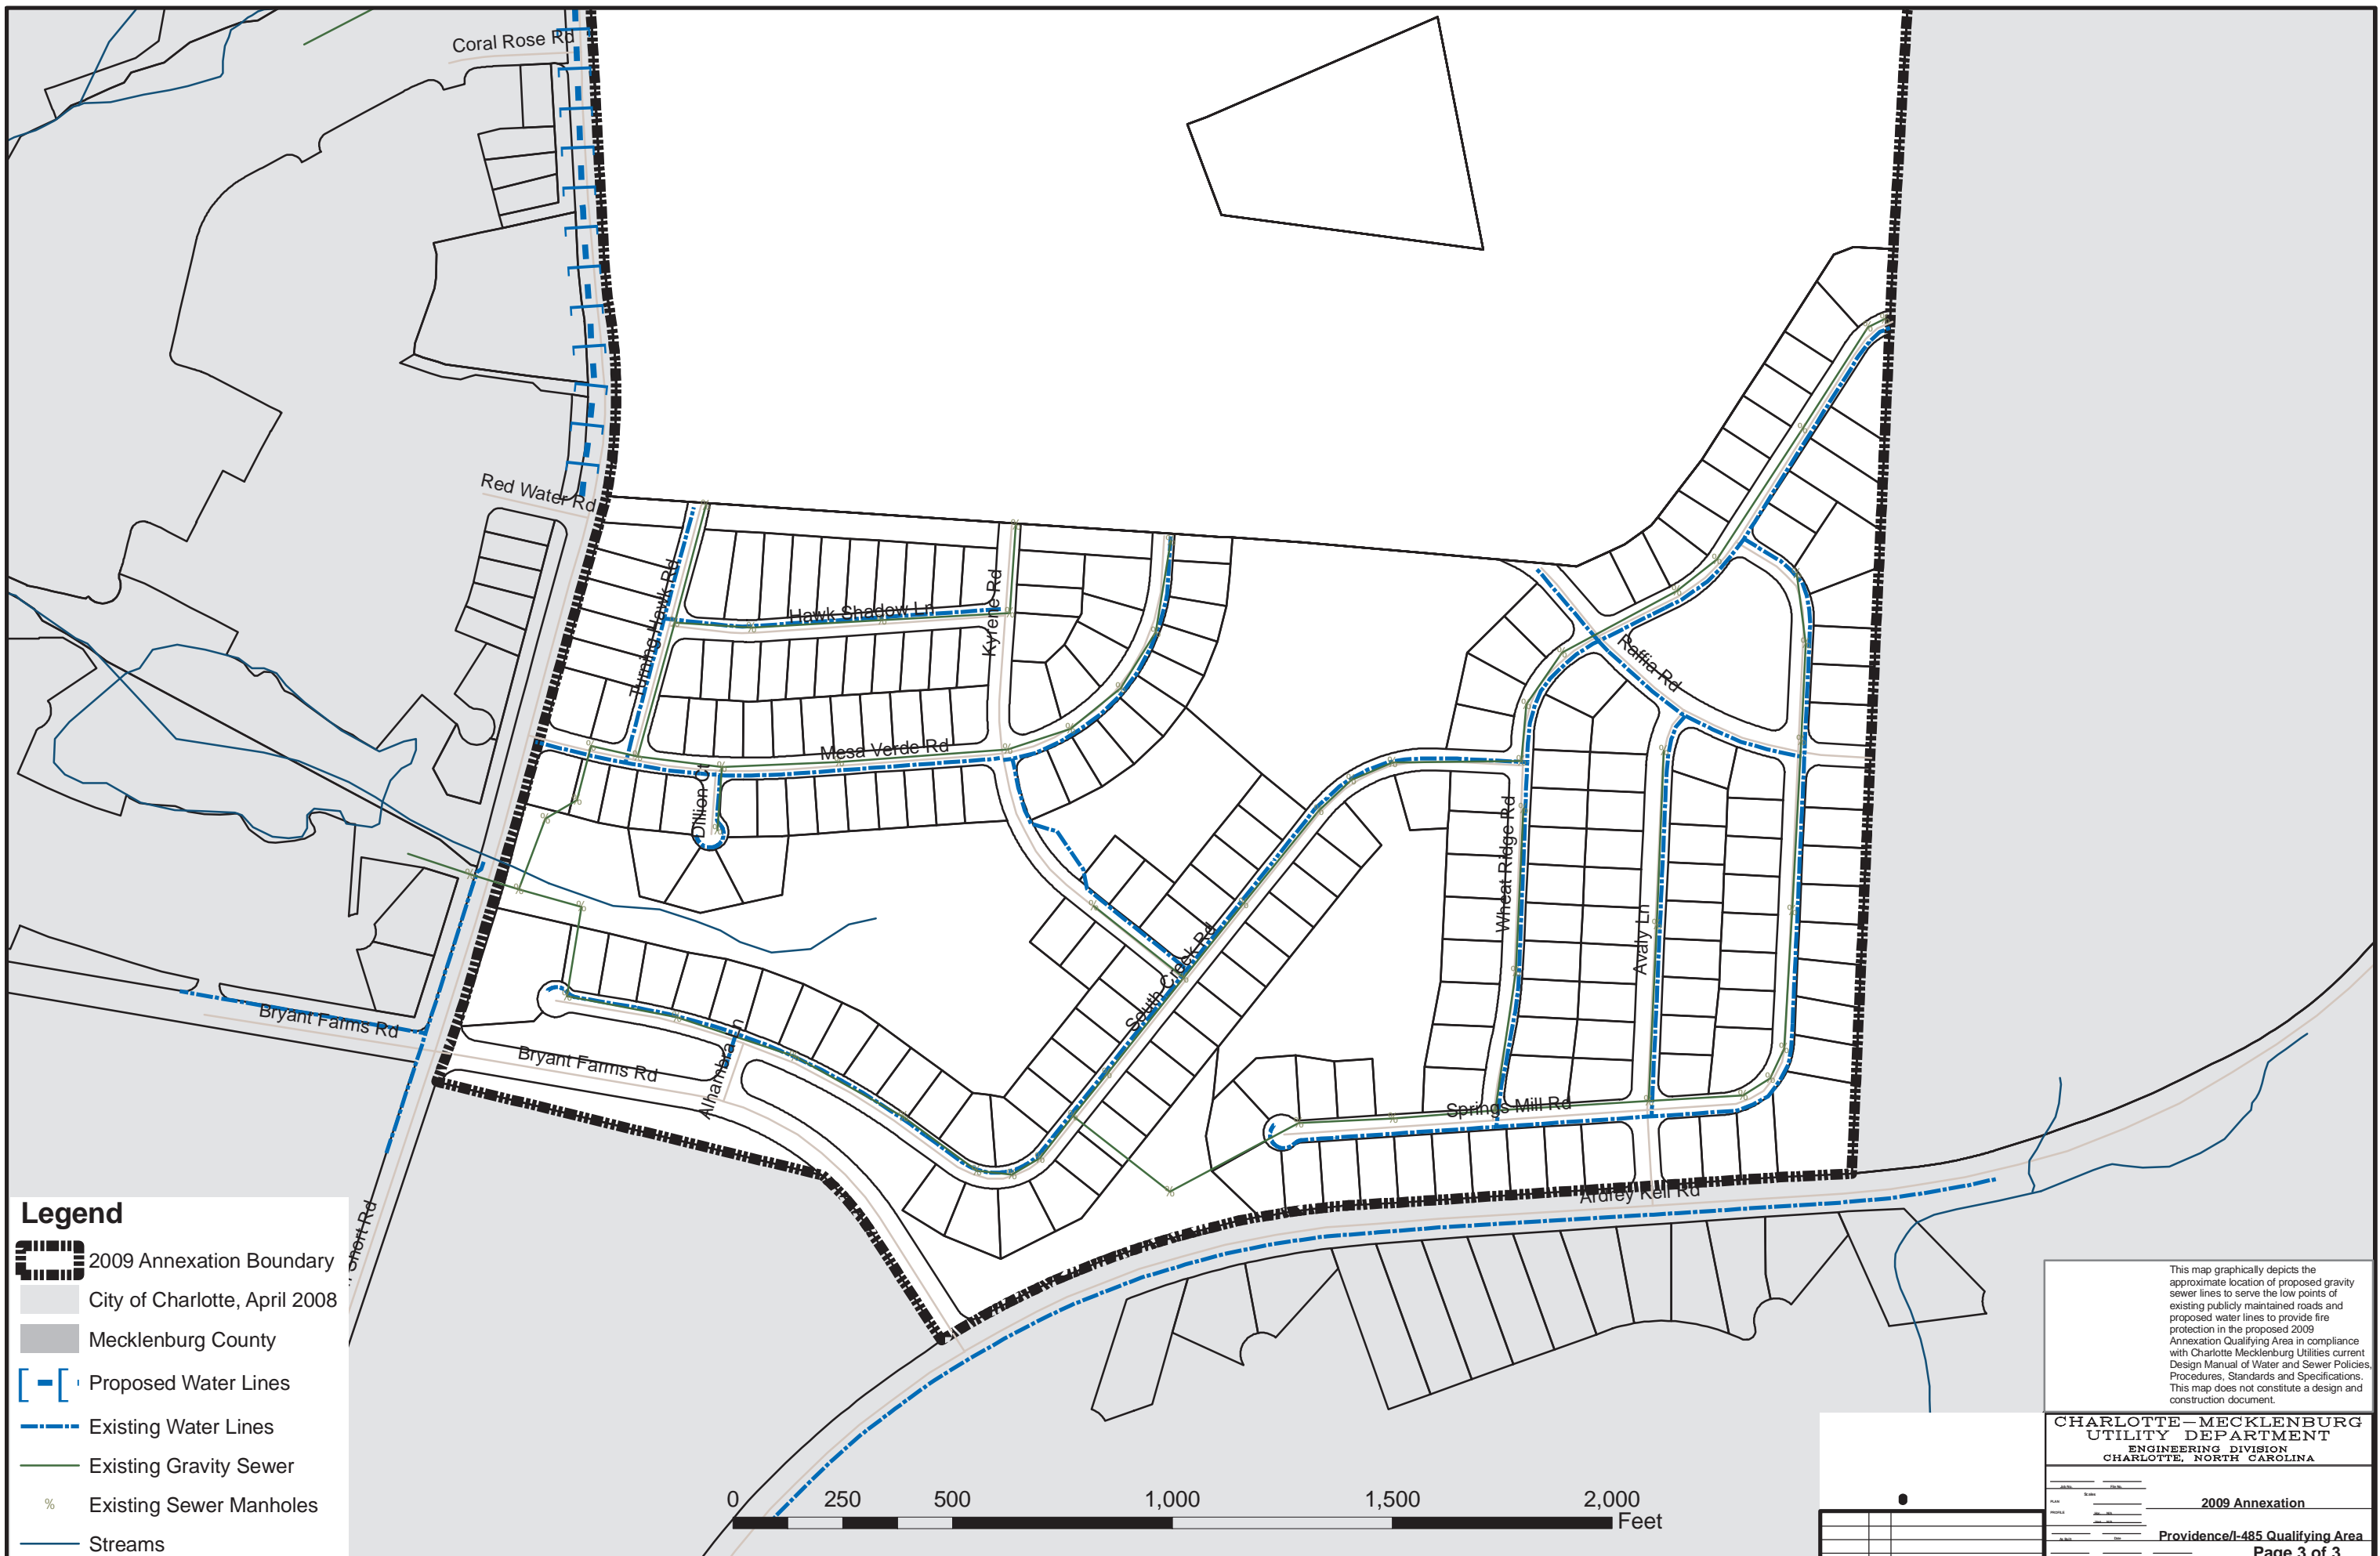 Coral Rose Rd
Red Water Rd
Turning Hawk Rd
Hawk Shadow Ln
Kyrene Rd
Mesa Verde Rd
Dillion Ct
Raffia Rd
Wheat Ridge Rd
Avaly Ln
South Creek Rd
Bryant Farms Rd
Bryant Farms Rd
Alhambra Ln
Springs Mill Rd
Ardrey Kell Rd
Short Rd
Legend
2009 Annexation Boundary
City of Charlotte, April 2008
Mecklenburg County
Proposed Water Lines
Existing Water Lines
Existing Gravity Sewer
% Existing Sewer Manholes
Streams
0 250 500 1,000 1,500 2,000
Feet
This map graphically depicts the
approximate location of proposed gravity
sewer lines to serve the low points of
existing publicly maintained roads and
proposed water lines to provide fire
protection in the proposed 2009
Annexation Qualifying Area in compliance
with Charlotte Mecklenburg Utilities current
Design Manual of Water and Sewer Policies,
Procedures, Standards and Specifications.
This map does not constitute a design and
construction document.
CHARLOTTE-MECKLENBURG
UTILITY DEPARTMENT
ENGINEERING DIVISION
CHARLOTTE, NORTH CAROLINA
2009 Annexation
Providence/I-485 Qualifying Area
Page 3 of 3